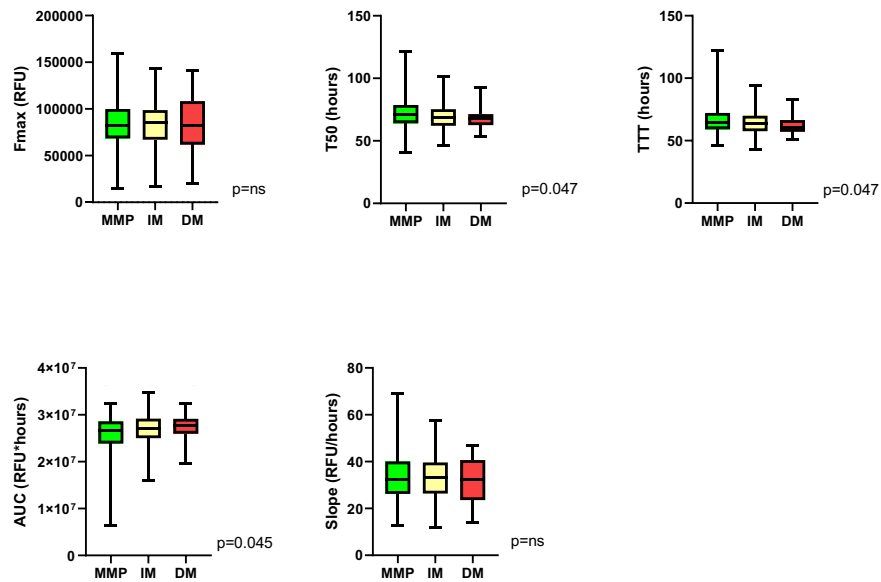 200000
150000
100000
50000
0
Fmax (RFU)
MMP IM DM
p=ns
150
100
50
0
T50 (hours)
MMP IM DM
p=0.047
150
100
50
0
TTT (hours)
MMP IM DM
p=0.047
4×10⁷
3×10⁷
2×10⁷
1×10⁷
0
AUC (RFU*hours)
MMP IM DM
p=0.045
80
60
40
20
0
Slope (RFU/hours)
MMP IM DM
p=ns